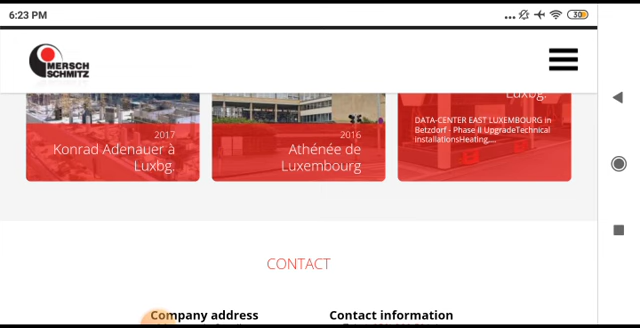 6:23 PM
30
MERSCH
SCHMITZ
2017
Konrad Adenauer à
Luxbg.
2016
Athénée de
Luxembourg
Luxbg.
DATA-CENTER EAST LUXEMBOURG in
Betzdorf - Phase II UpgradeTechnical
installationsHeating,...
CONTACT
Company address
Contact information